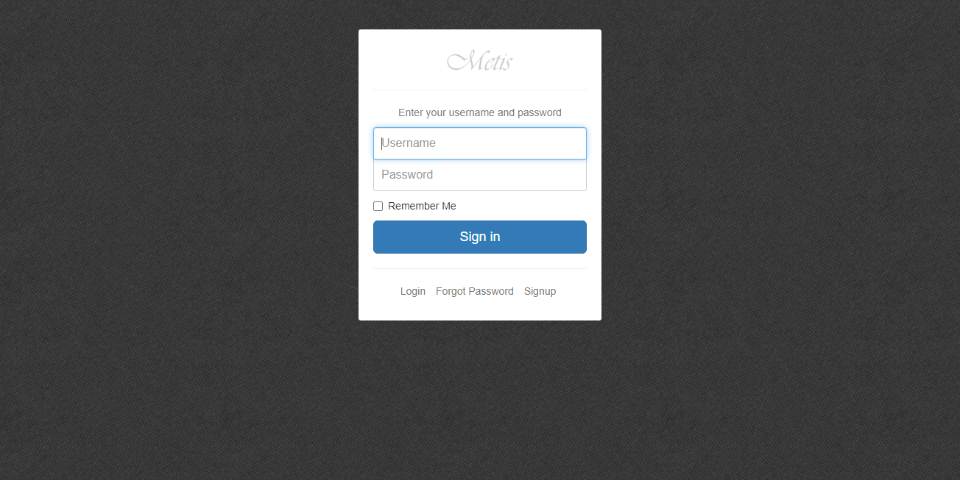 Metis
Enter your username and password
Username
Password
Remember Me
Sign in
Login Forgot Password Signup